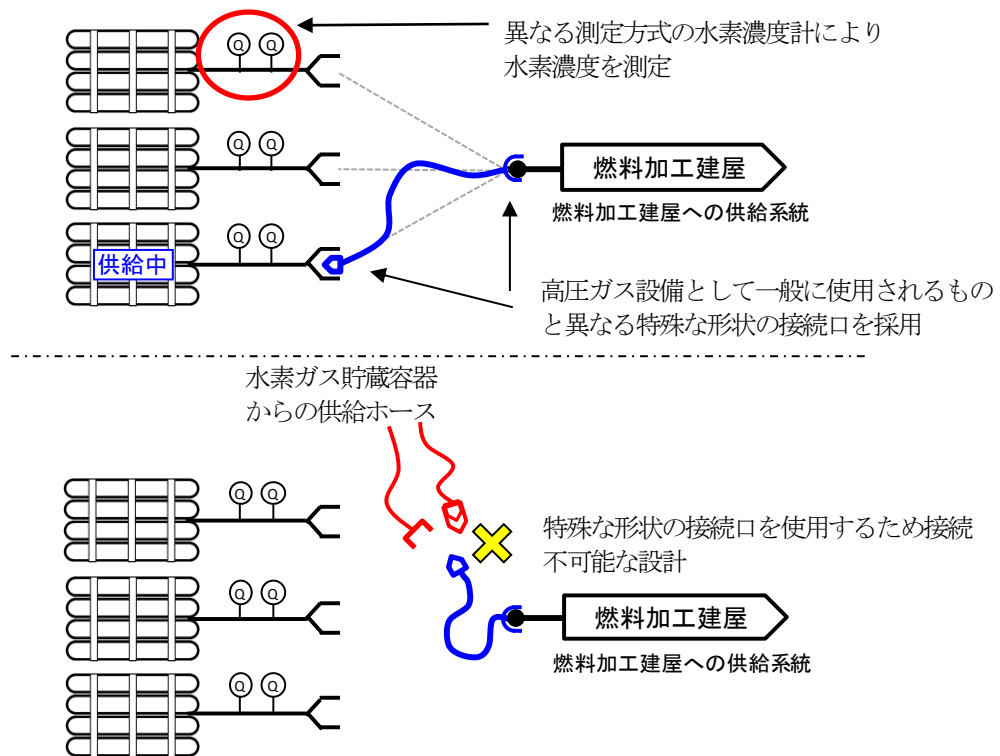 異なる測定方式の水素濃度計により
水素濃度を測定
Q Q
Q Q
燃料加工建屋
燃料加工建屋への供給系統
Q Q
供給中
高圧ガス設備として一般に使用されるもの
と異なる特殊な形状の接続口を採用
水素ガス貯蔵容器
からの供給ホース
Q Q
特殊な形状の接続口を使用するため接続
不可能な設計
Q Q
燃料加工建屋
燃料加工建屋への供給系統
Q Q